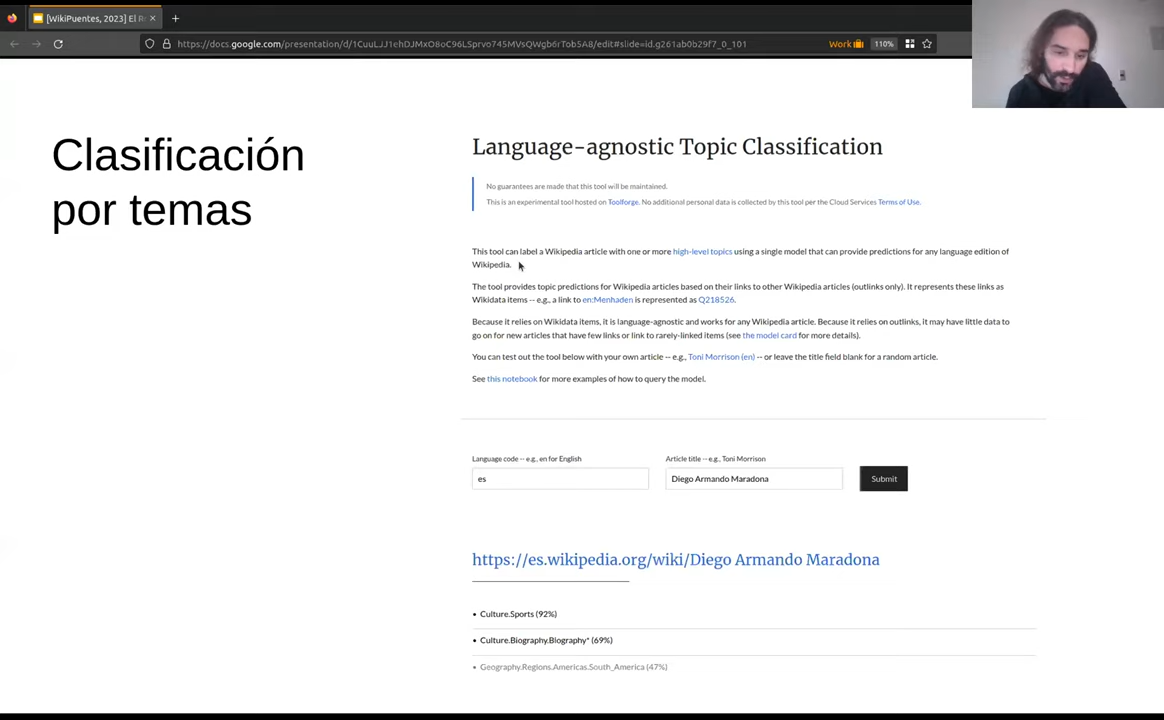 [WikiPuentes, 2023] El R
https://docs.google.com/presentation/d/1CuuLJJ1ehDJMxO8oC96LSprvo745MVsQWgb6rTob5A8/edit#slide=id.g261ab0b29f7_0_101
Work
110%
Clasificación
por temas
Language-agnostic Topic Classification
No guarantees are made that this tool will be maintained.
This is an experimental tool hosted on Toolforge. No additional personal data is collected by this tool per the Cloud Services Terms of Use.
This tool can label a Wikipedia article with one or more high-level topics using a single model that can provide predictions for any language edition of
Wikipedia.
The tool provides topic predictions for Wikipedia articles based on their links to other Wikipedia articles (outlinks only). It represents these links as
Wikidata items -- e.g., a link to en:Menhaden is represented as Q218526.
Because it relies on Wikidata items, it is language-agnostic and works for any Wikipedia article. Because it relies on outlinks, it may have little data to
go on for new articles that have few links or link to rarely-linked items (see the model card for more details).
You can test out the tool below with your own article -- e.g., Toni Morrison (en) -- or leave the title field blank for a random article.
See this notebook for more examples of how to query the model.
Language code -- e.g., en for English
Article title -- e.g., Toni Morrison
es
Diego Armando Maradona
Submit
https://es.wikipedia.org/wiki/Diego Armando Maradona
• Culture.Sports (92%)
• Culture.Biography.Biography* (69%)
• Geography.Regions.Americas.South_America (47%)